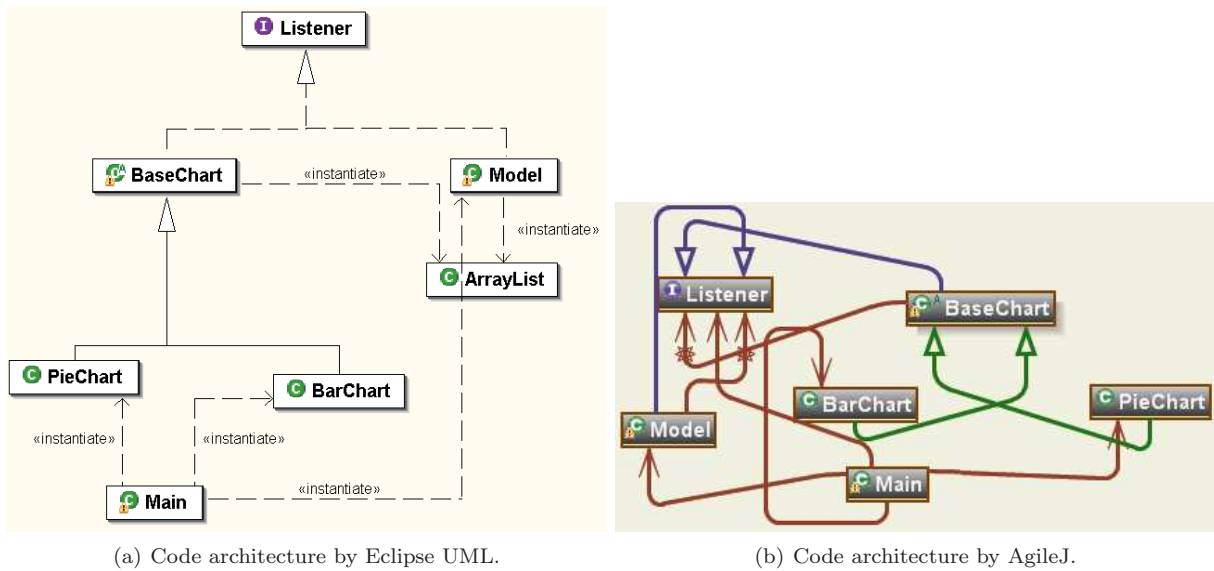 I Listener
C A BaseChart
«instantiate»
C Model
«instantiate»
C ArrayList
C PieChart
C BarChart
«instantiate»
«instantiate»
«instantiate»
C Main
(a) Code architecture by Eclipse UML.
I Listener
C A BaseChart
C BarChart
C PieChart
C Model
C Main
(b) Code architecture by AgileJ.